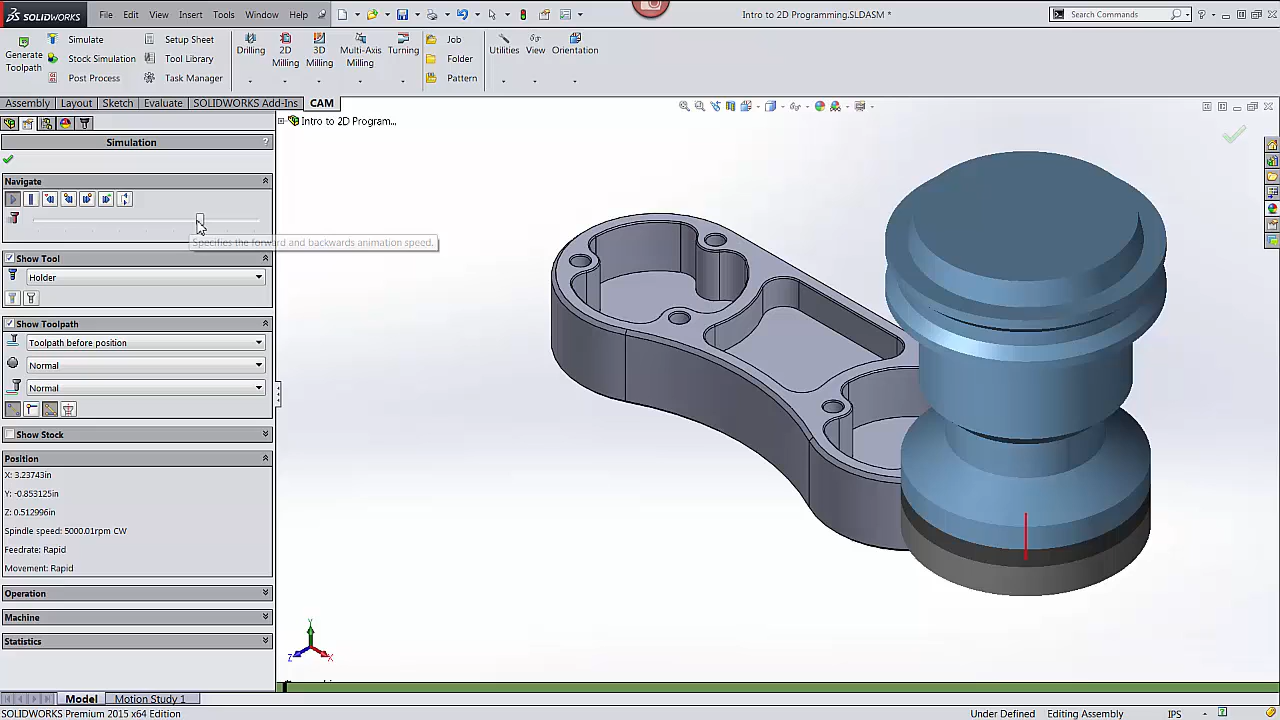 SOLIDWORKS File Edit View Insert Tools Window Help Intro to 2D Programming.SLDASM * Search Commands
Generate Toolpath
Simulate
Stock Simulation
Post Process
Setup Sheet
Tool Library
Task Manager
Drilling
2D Milling
3D Milling
Multi-Axis Milling
Turning
Job
Folder
Pattern
Utilities
View
Orientation
Assembly Layout Sketch Evaluate SOLIDWORKS Add-Ins CAM
Intro to 2D Program...
Simulation ?
Navigate
Specifies the forward and backwards animation speed.
Show Tool
Holder
Show Toolpath
Toolpath before position
Normal
Normal
Show Stock
Position
X: 3.23743in
Y: -0.853125in
Z: 0.512996in
Spindle speed: 5000.01rpm CW
Feedrate: Rapid
Movement: Rapid
Operation
Machine
Statistics
Y
Z X
Model Motion Study 1
SOLIDWORKS Premium 2015 x64 Edition Under Defined Editing Assembly IPS